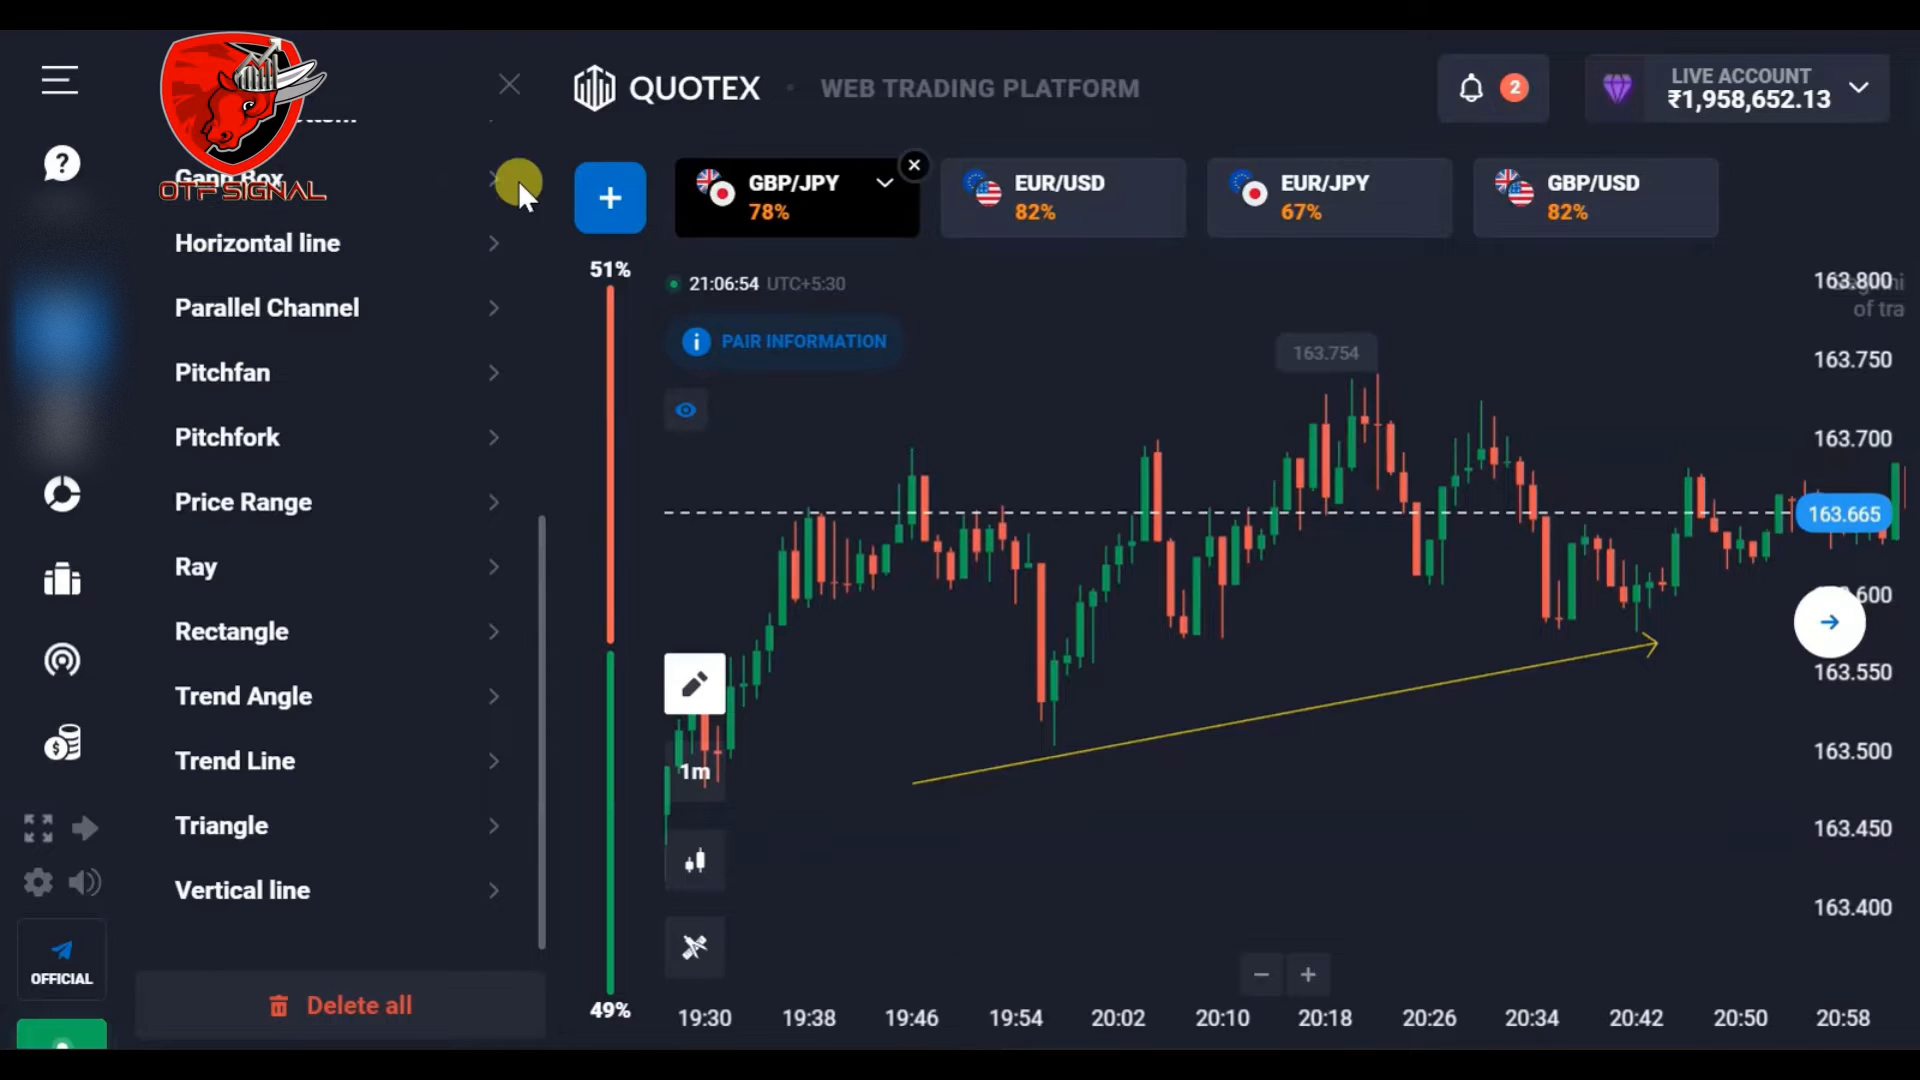 QUOTEX
WEB TRADING PLATFORM
2
LIVE ACCOUNT
₹1,958,652.13
OTF SIGNAL
Gann Box
Horizontal line
Parallel Channel
Pitchfan
Pitchfork
Price Range
Ray
Rectangle
Trend Angle
Trend Line
Triangle
Vertical line
Delete all
OFFICIAL
GBP/JPY
78%
EUR/USD
82%
EUR/JPY
67%
GBP/USD
82%
51%
49%
21:06:54 UTC+5:30
PAIR INFORMATION
163.754
1m
163.800
of tra
163.750
163.700
163.665
163.550
163.500
163.450
163.400
19:30 19:38 19:46 19:54 20:02 20:10 20:18 20:26 20:34 20:42 20:50 20:58